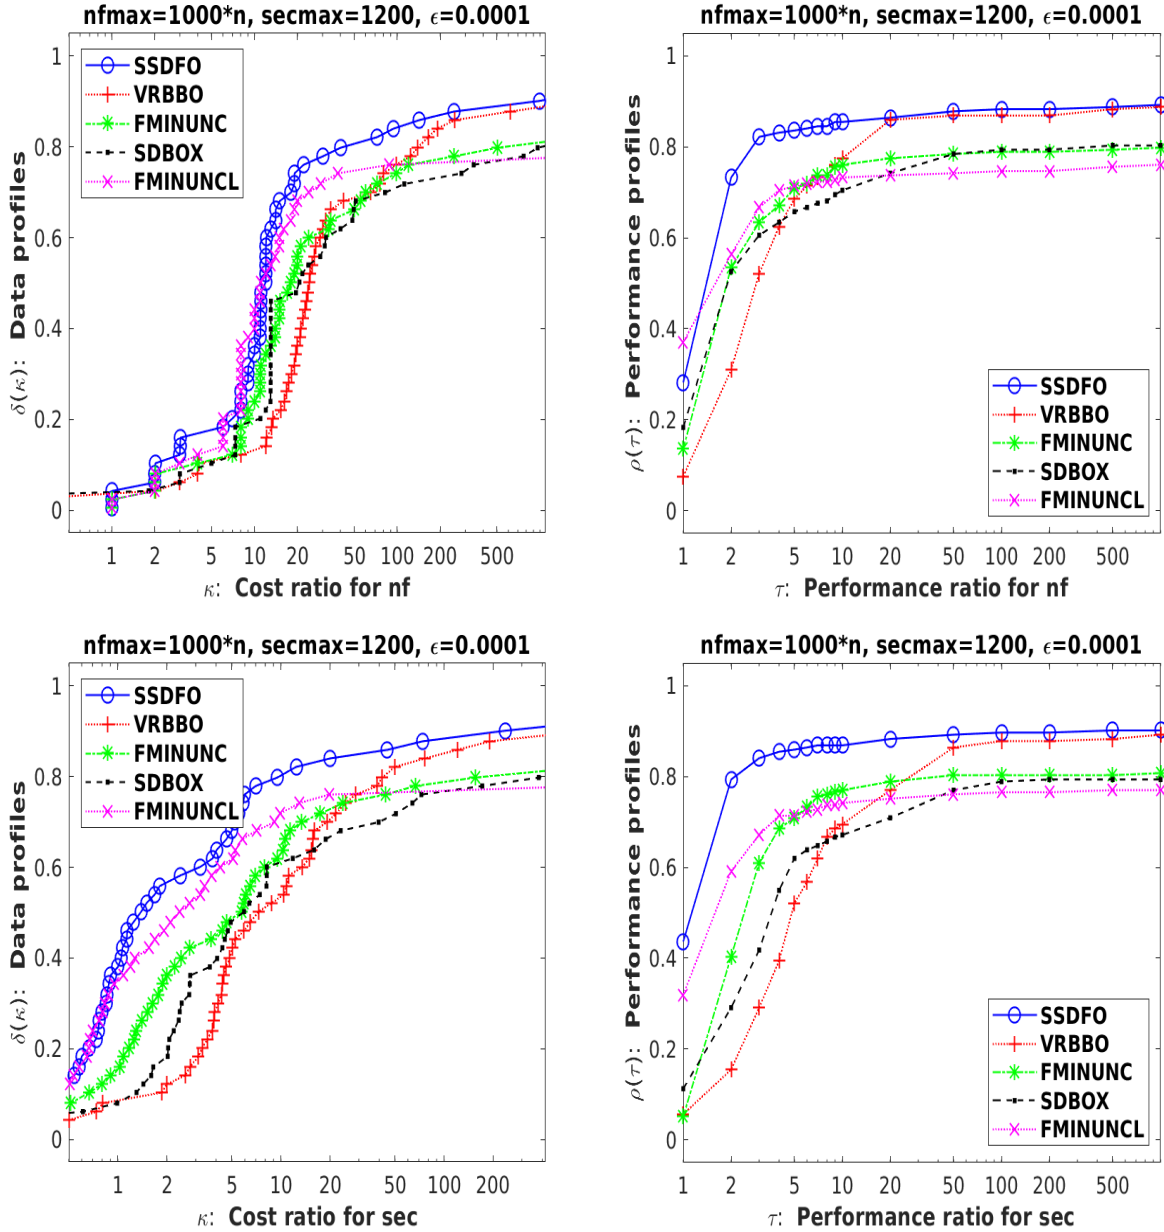 nfmax=1000*n, secmax=1200, ϵ=0.0001
δ(κ): Data profiles
1
0.8
0.6
0.4
0.2
0
SSDFO
VRBBO
FMINUNC
SDBOX
FMINUNCL
1 2 5 10 20 50 100 200 500
κ: Cost ratio for nf
nfmax=1000*n, secmax=1200, ϵ=0.0001
ρ(τ): Performance profiles
1
0.8
0.6
0.4
0.2
0
SSDFO
VRBBO
FMINUNC
SDBOX
FMINUNCL
1 2 5 10 20 50 100 200 500
τ: Performance ratio for nf
nfmax=1000*n, secmax=1200, ϵ=0.0001
δ(κ): Data profiles
1
0.8
0.6
0.4
0.2
0
SSDFO
VRBBO
FMINUNC
SDBOX
FMINUNCL
1 2 5 10 20 50 100 200
κ: Cost ratio for sec
nfmax=1000*n, secmax=1200, ϵ=0.0001
ρ(τ): Performance profiles
1
0.8
0.6
0.4
0.2
0
SSDFO
VRBBO
FMINUNC
SDBOX
FMINUNCL
1 2 5 10 20 50 100 200 500
τ: Performance ratio for sec